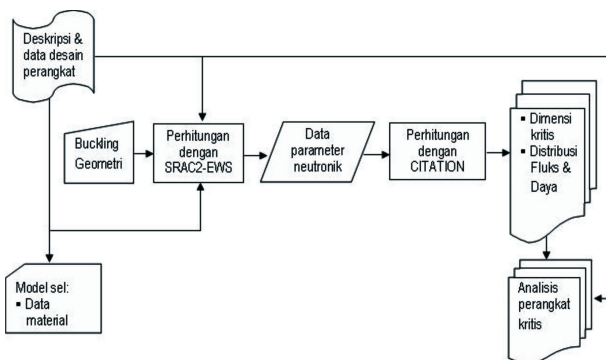 Deskripsi &
data desain
perangkat
Buckling
Geometri
Perhitungan
dengan
SRAC2-EWS
Data
parameter
neutronik
Perhitungan
dengan
CITATION
▪ Dimensi
kritis
▪ Distribusi
Fluks &
Daya
Model sel:
▪ Data
material
Analisis
perangkat
kritis